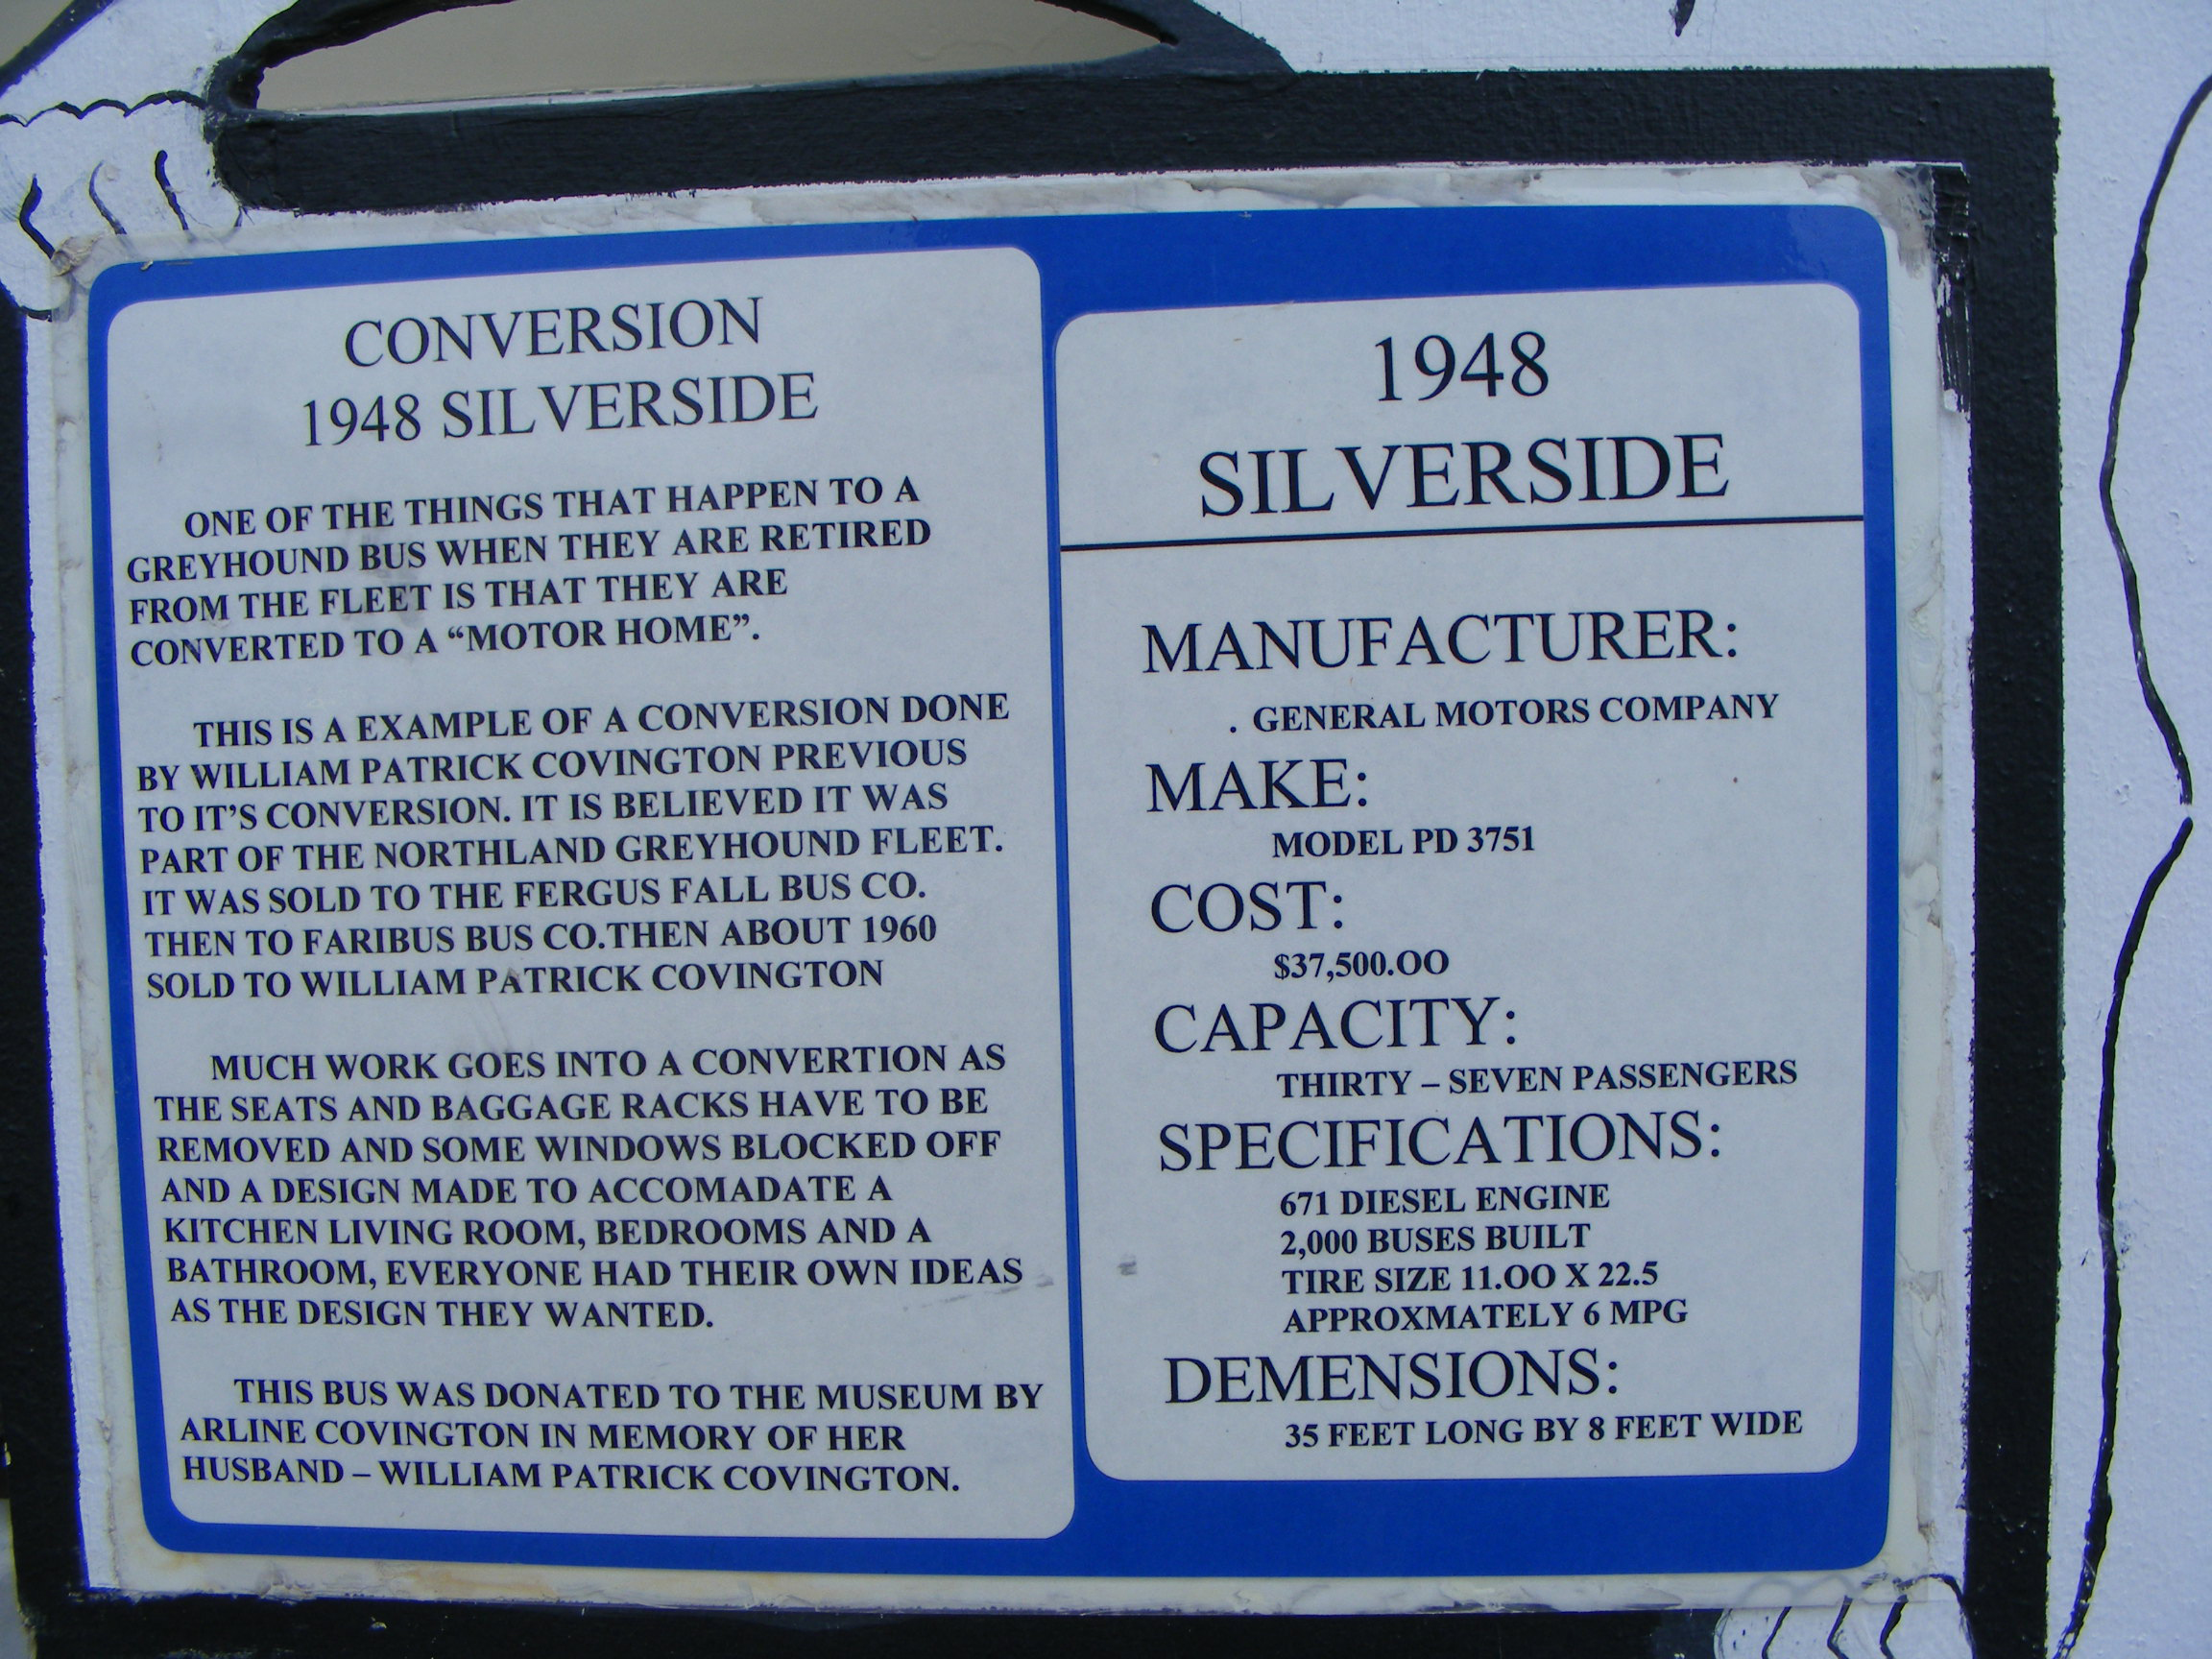 CONVERSION
1948 SILVERSIDE
ONE OF THE THINGS THAT HAPPEN TO A
GREYHOUND BUS WHEN THEY ARE RETIRED
FROM THE FLEET IS THAT THEY ARE
CONVERTED TO A “MOTOR HOME”.
THIS IS A EXAMPLE OF A CONVERSION DONE
BY WILLIAM PATRICK COVINGTON PREVIOUS
TO IT’S CONVERSION. IT IS BELIEVED IT WAS
PART OF THE NORTHLAND GREYHOUND FLEET.
IT WAS SOLD TO THE FERGUS FALL BUS CO.
THEN TO FARIBUS BUS CO.THEN ABOUT 1960
SOLD TO WILLIAM PATRICK COVINGTON
MUCH WORK GOES INTO A CONVERTION AS
THE SEATS AND BAGGAGE RACKS HAVE TO BE
REMOVED AND SOME WINDOWS BLOCKED OFF
AND A DESIGN MADE TO ACCOMADATE A
KITCHEN LIVING ROOM, BEDROOMS AND A
BATHROOM, EVERYONE HAD THEIR OWN IDEAS
AS THE DESIGN THEY WANTED.
THIS BUS WAS DONATED TO THE MUSEUM BY
ARLINE COVINGTON IN MEMORY OF HER
HUSBAND – WILLIAM PATRICK COVINGTON.
1948
SILVERSIDE
MANUFACTURER:
. GENERAL MOTORS COMPANY
MAKE:
MODEL PD 3751
COST:
$37,500.OO
CAPACITY:
THIRTY – SEVEN PASSENGERS
SPECIFICATIONS:
671 DIESEL ENGINE
2,000 BUSES BUILT
TIRE SIZE 11.OO X 22.5
APPROXMATELY 6 MPG
DEMENSIONS:
35 FEET LONG BY 8 FEET WIDE